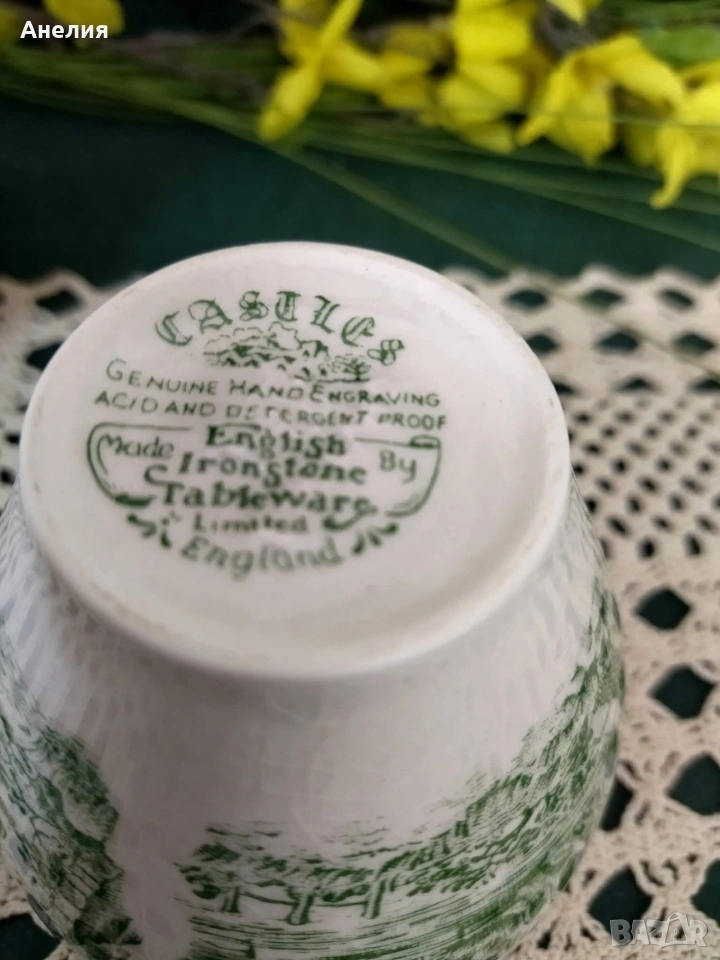 Анелия
CASTLES
GENUINE HAND ENGRAVING
ACID AND DETERGENT PROOF
Made English By
Ironstone
Tableware
Limited
England
BAZAR